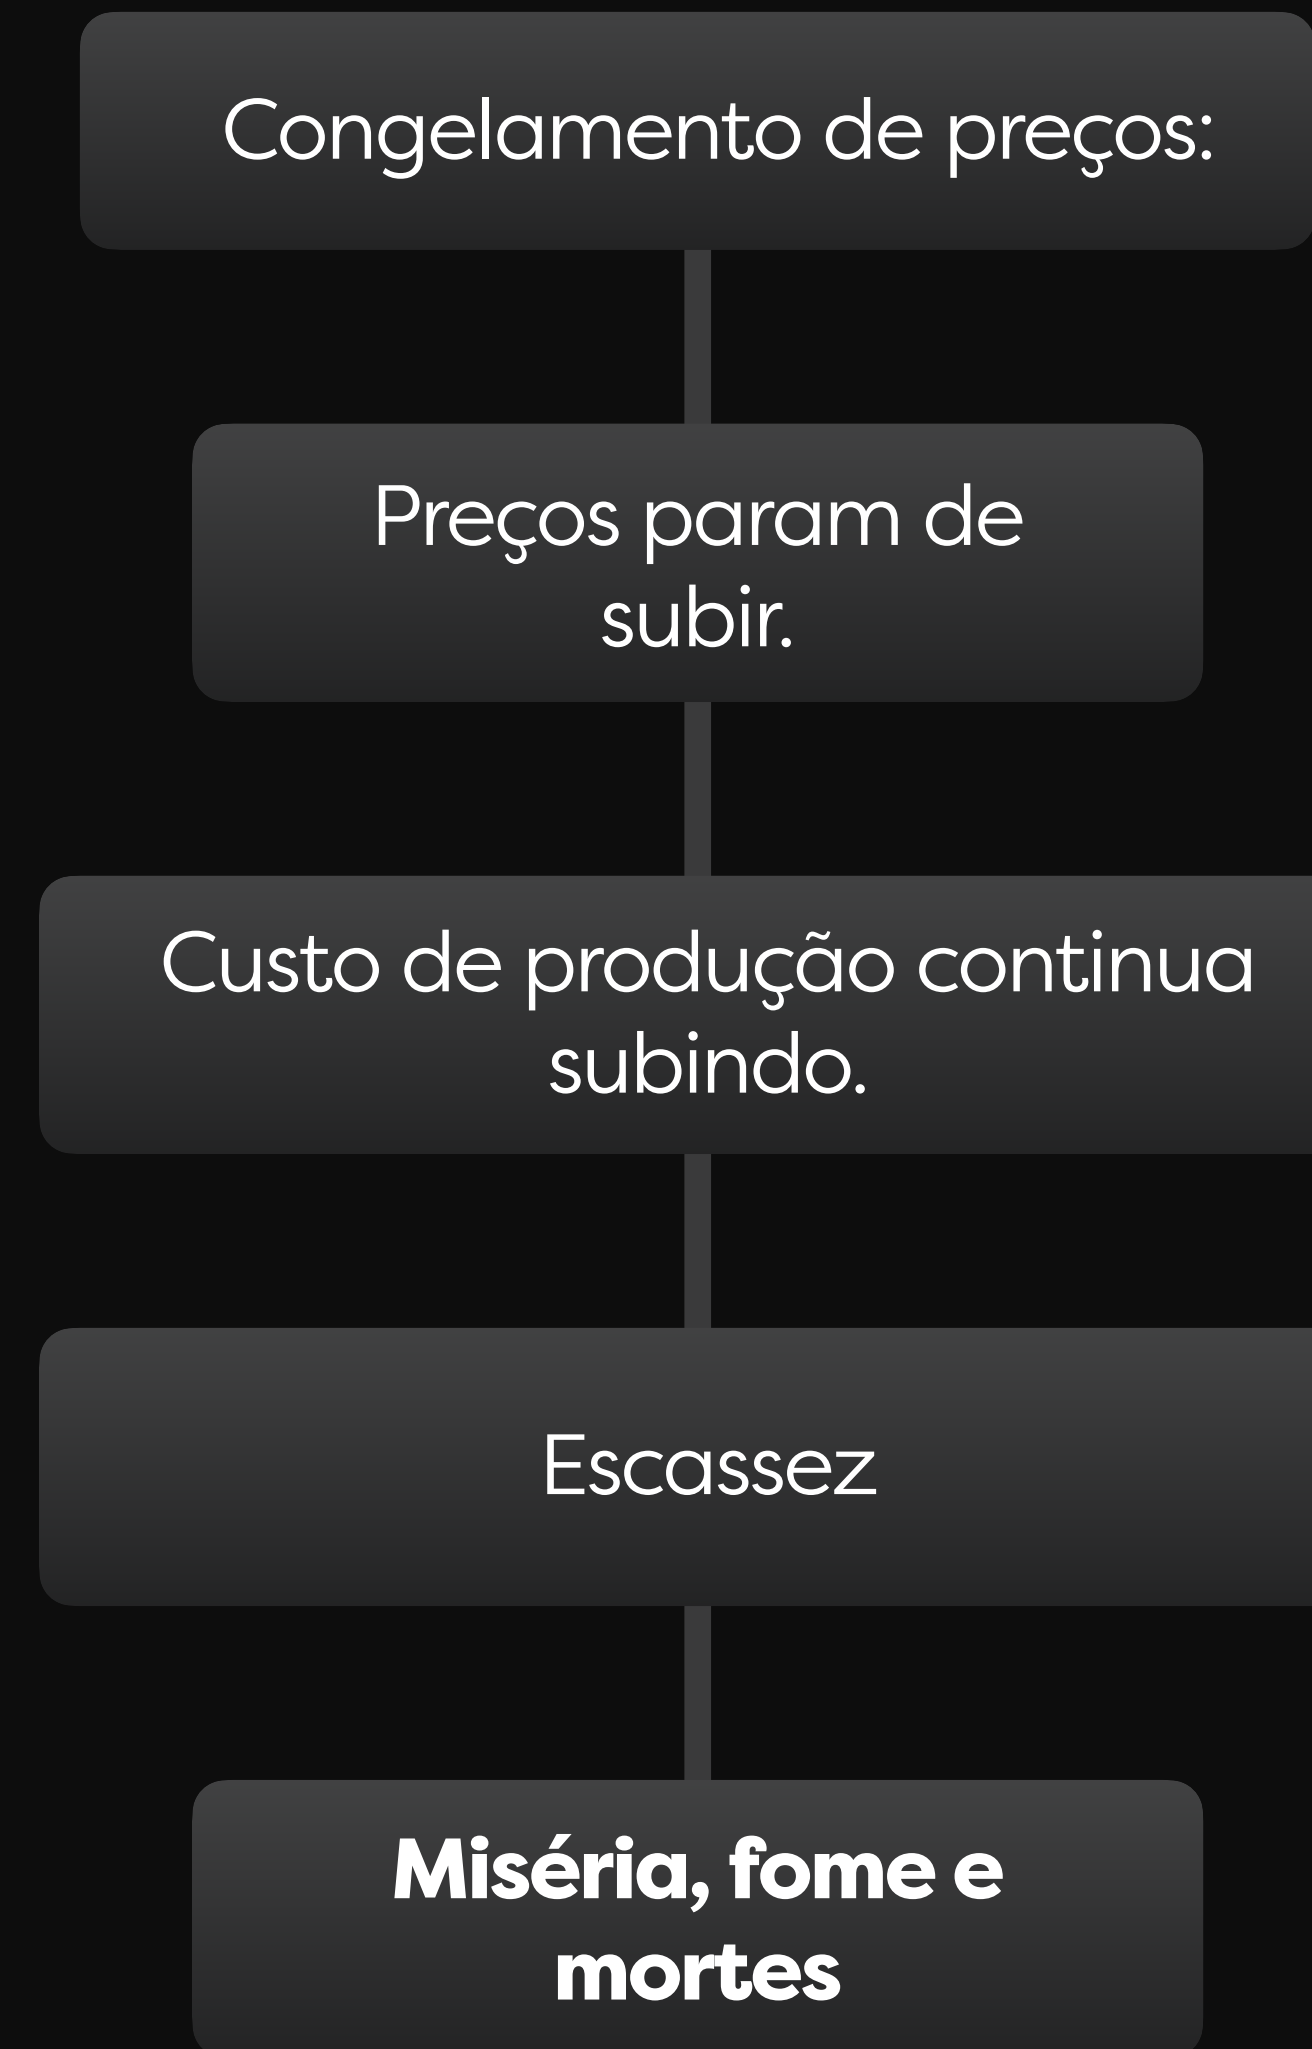 Congelamento de preços:
Preços param de
subir.
Custo de produção continua
subindo.
Escassez
Miséria, fome e
mortes